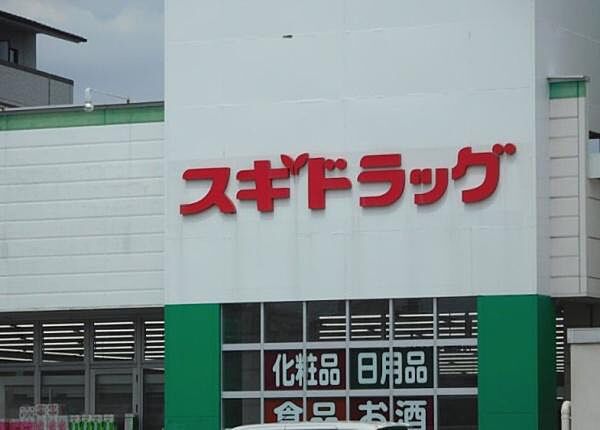 スギドラッグ
化粧品 日用品
食品 お酒